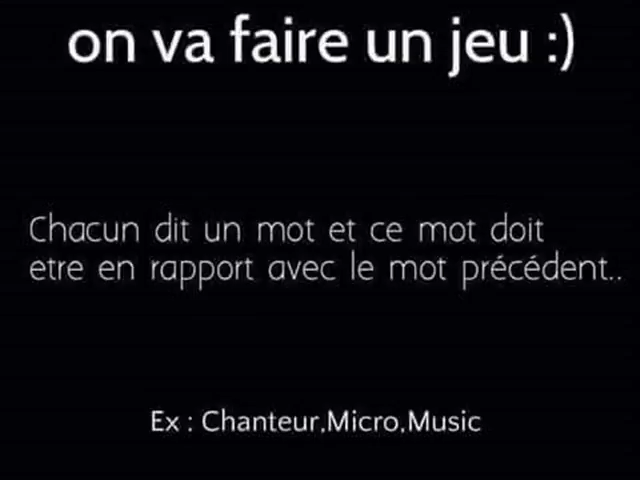 on va faire un jeu :)
Chacun dit un mot et ce mot doit
etre en rapport avec le mot précédent..
Ex : Chanteur,Micro,Music